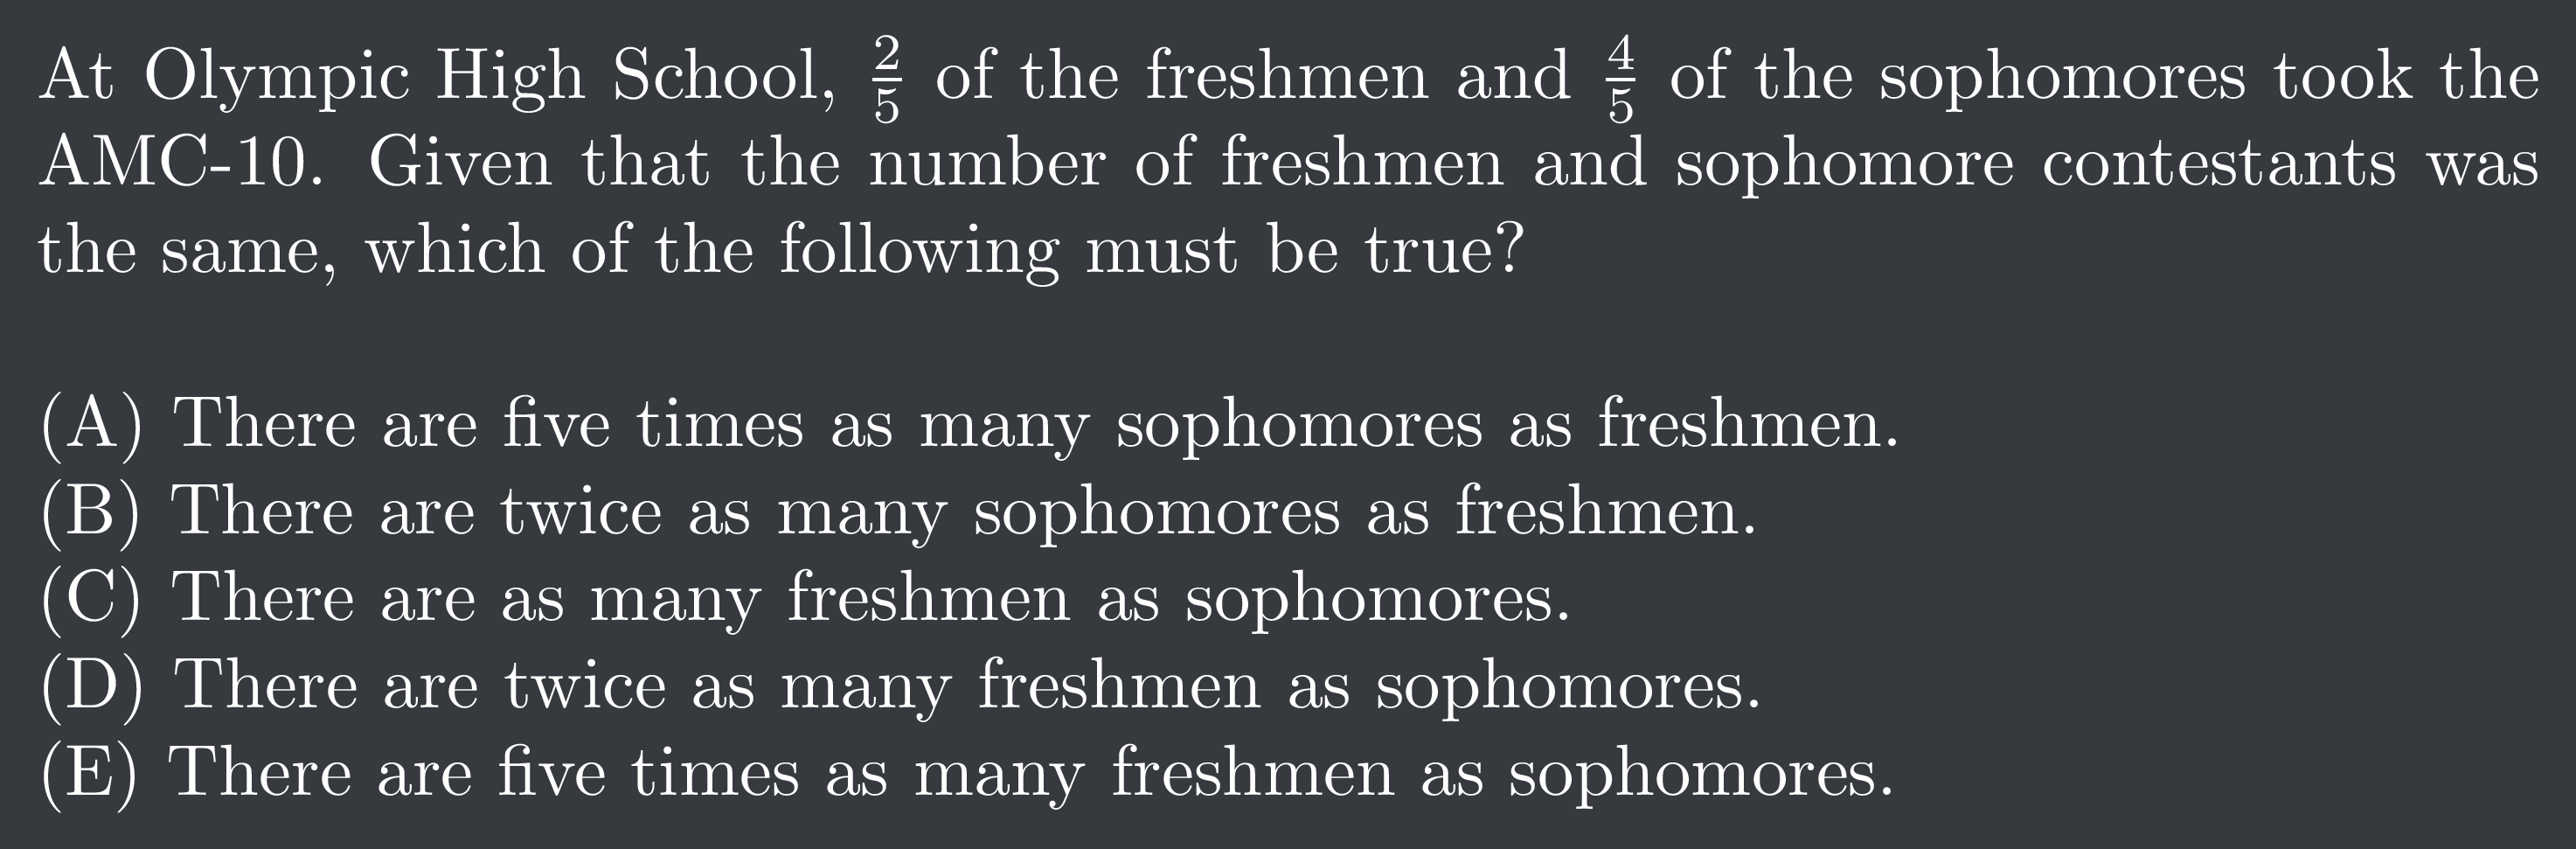 At Olympic High School, $\frac{2}{5}$ of the freshmen and $\frac{4}{5}$ of the sophomores took the
AMC-10. Given that the number of freshmen and sophomore contestants was
the same, which of the following must be true?
(A) There are five times as many sophomores as freshmen.
(B) There are twice as many sophomores as freshmen.
(C) There are as many freshmen as sophomores.
(D) There are twice as many freshmen as sophomores.
(E) There are five times as many freshmen as sophomores.